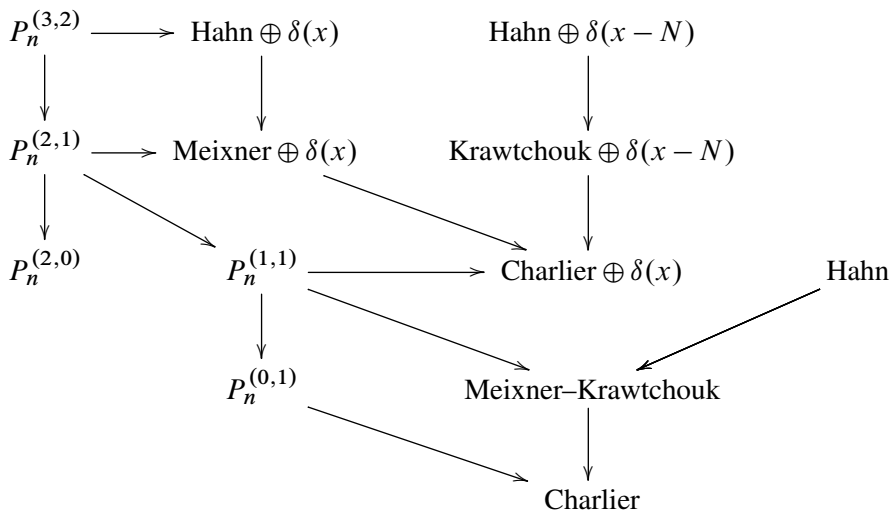 P_n^{(3,2)} Hahn ⊕ δ(x) Hahn ⊕ δ(x − N)
P_n^{(2,1)} Meixner ⊕ δ(x) Krawtchouk ⊕ δ(x − N)
P_n^{(2,0)} P_n^{(1,1)} Charlier ⊕ δ(x) Hahn
P_n^{(0,1)} Meixner–Krawtchouk
Charlier